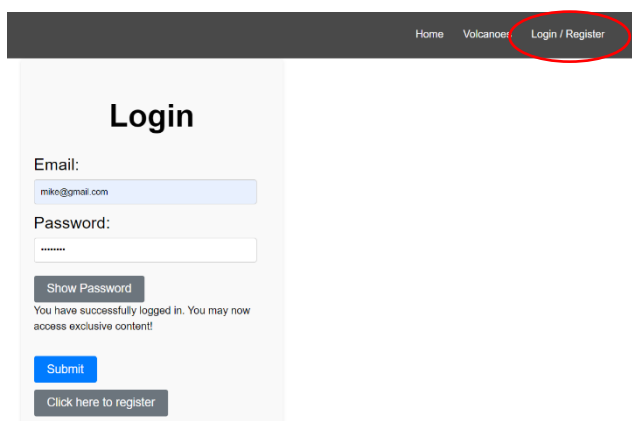 Home Volcanoes Login / Register
Login
Email:
mike@gmail.com
Password:
••••••••
Show Password
You have successfully logged in. You may now
access exclusive content!
Submit
Click here to register